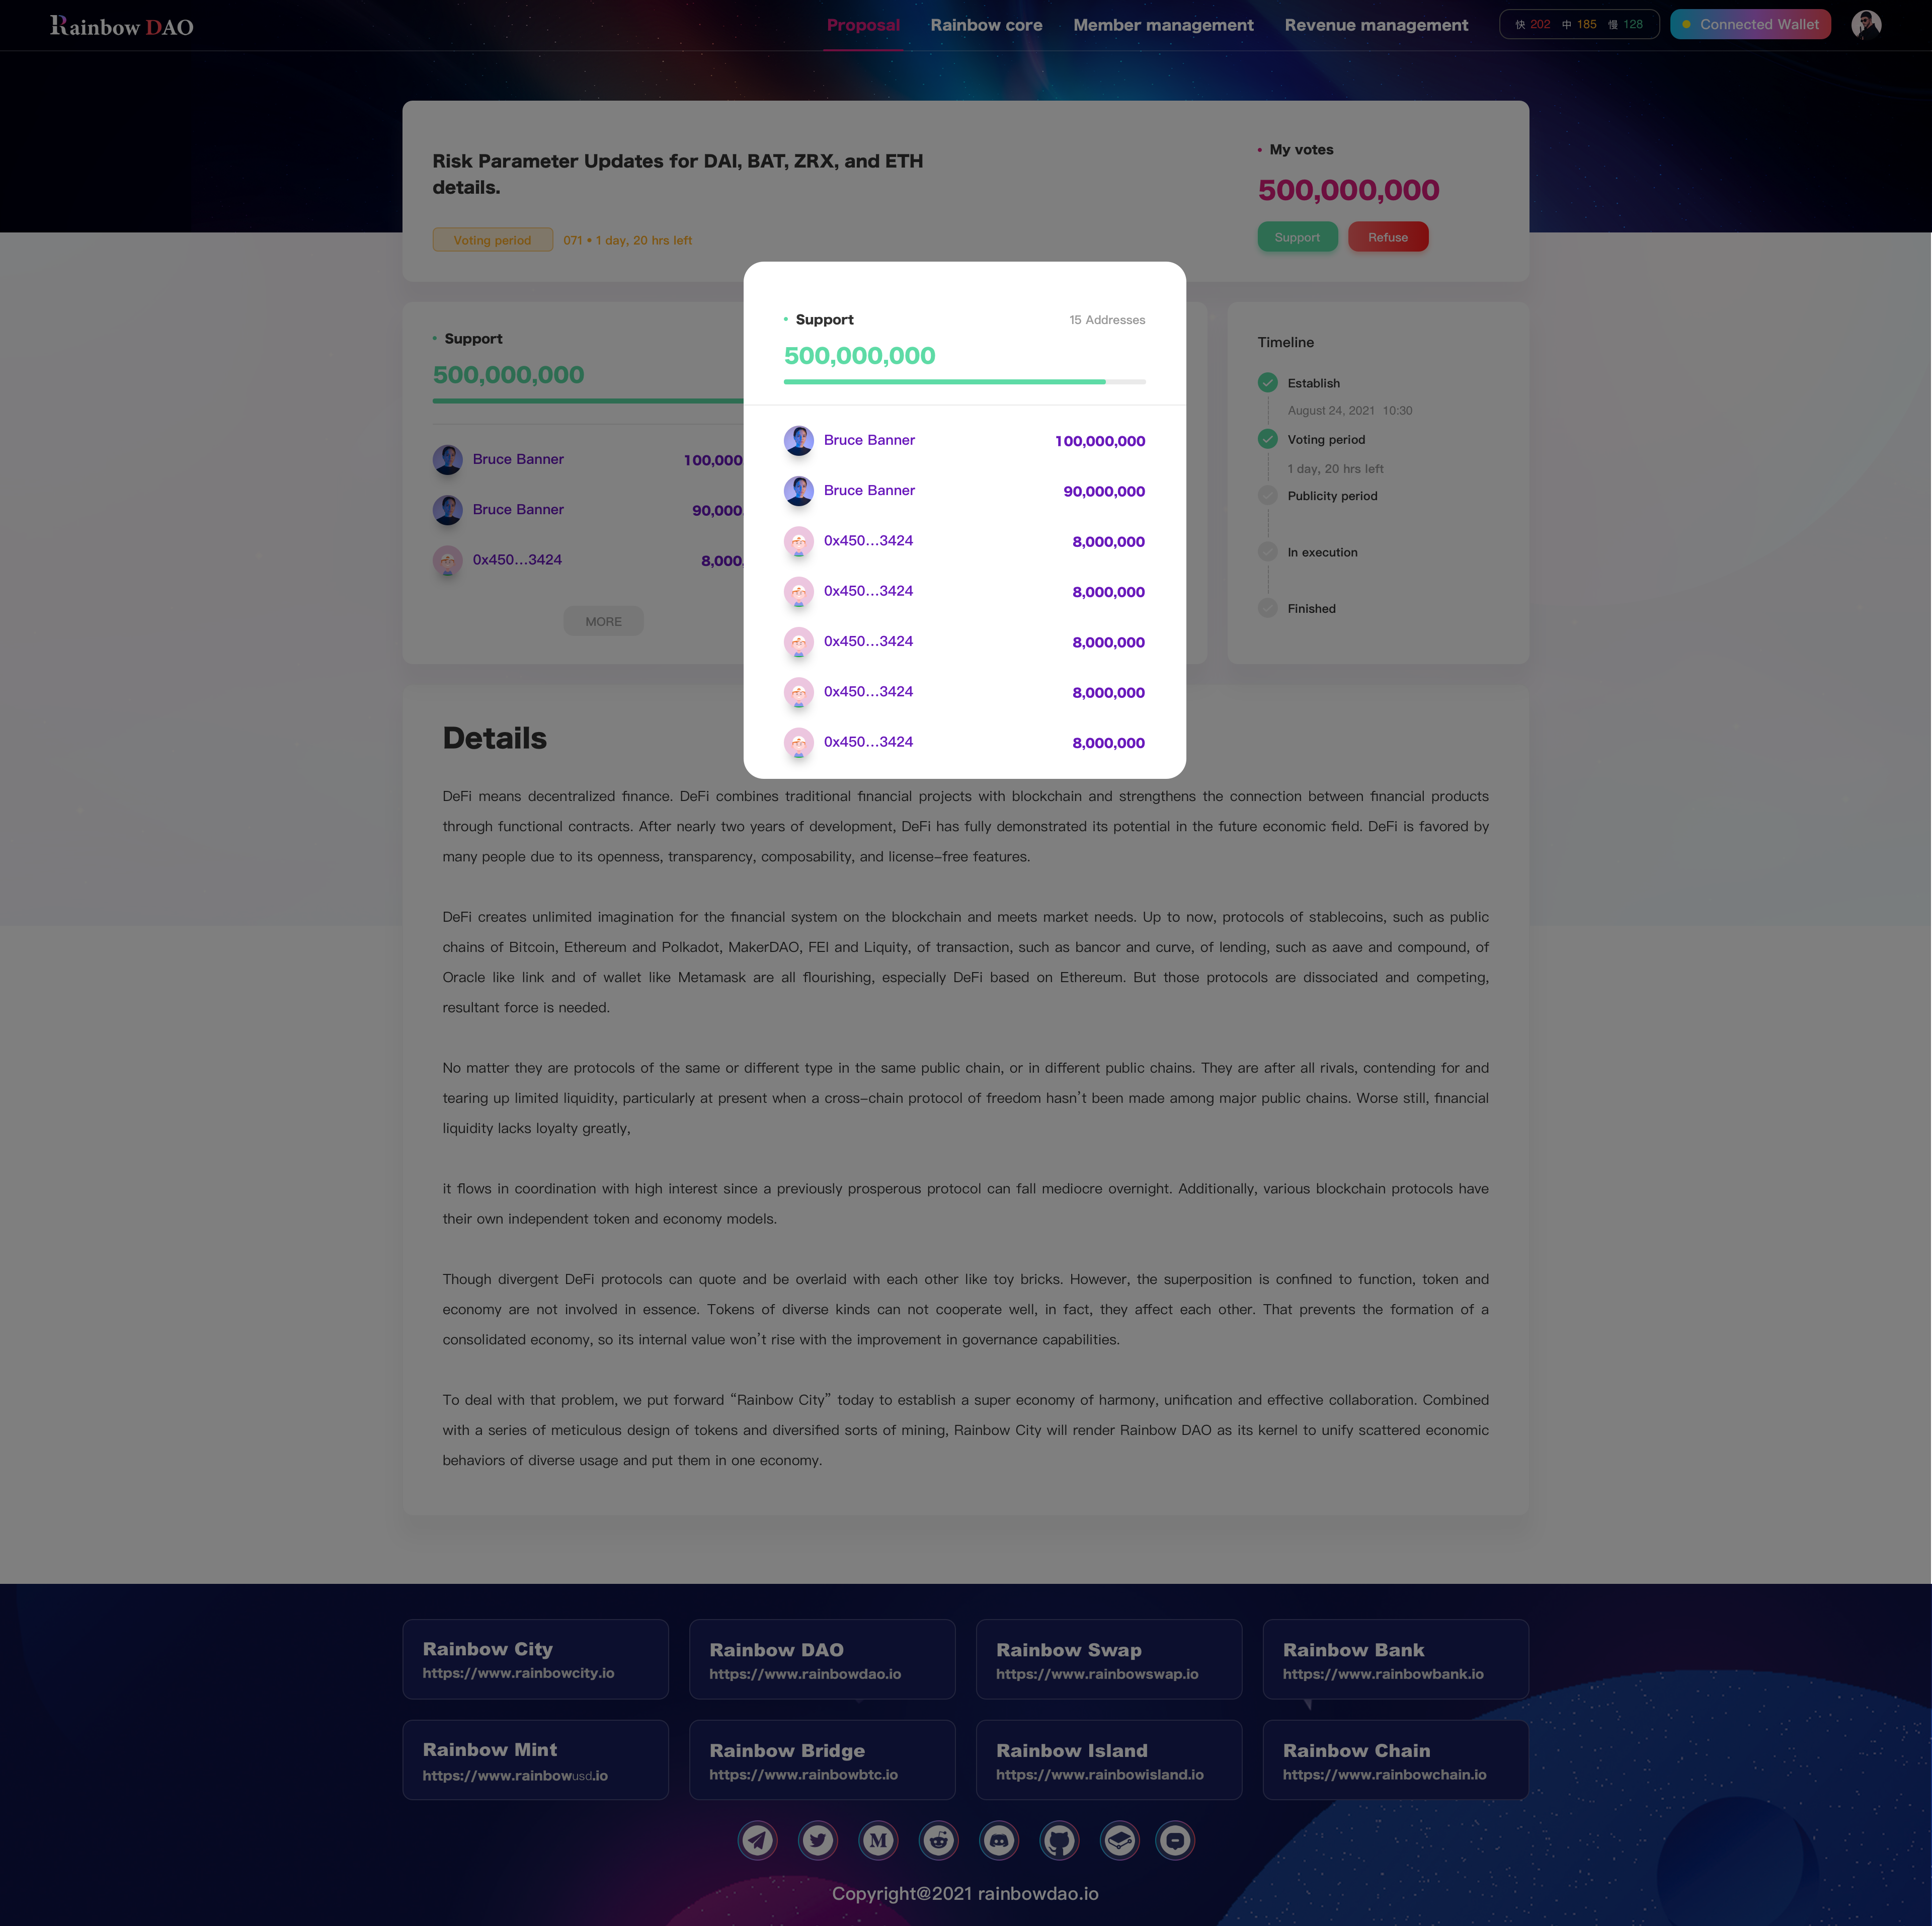 Rainbow DAO
Proposal
Rainbow core
Member management
Revenue management
快 202 中 185 慢 128
Connected Wallet
Risk Parameter Updates for DAI, BAT, ZRX, and ETH
details.
Voting period
071 • 1 day, 20 hrs left
My votes
500,000,000
Support
Refuse
Support
500,000,000
Bruce Banner 100,000
Bruce Banner 90,000
0x450...3424 8,000
MORE
Support
15 Addresses
500,000,000
Bruce Banner 100,000,000
Bruce Banner 90,000,000
0x450...3424 8,000,000
0x450...3424 8,000,000
0x450...3424 8,000,000
0x450...3424 8,000,000
0x450...3424 8,000,000
Timeline
Establish
August 24, 2021 10:30
Voting period
1 day, 20 hrs left
Publicity period
In execution
Finished
Details
DeFi means decentralized finance. DeFi combines traditional financial projects with blockchain and strengthens the connection between financial products
through functional contracts. After nearly two years of development, DeFi has fully demonstrated its potential in the future economic field. DeFi is favored by
many people due to its openness, transparency, composability, and license-free features.
DeFi creates unlimited imagination for the financial system on the blockchain and meets market needs. Up to now, protocols of stablecoins, such as public
chains of Bitcoin, Ethereum and Polkadot, MakerDAO, FEI and Liquity, of transaction, such as bancor and curve, of lending, such as aave and compound, of
Oracle like link and of wallet like Metamask are all flourishing, especially DeFi based on Ethereum. But those protocols are dissociated and competing,
resultant force is needed.
No matter they are protocols of the same or different type in the same public chain, or in different public chains. They are after all rivals, contending for and
tearing up limited liquidity, particularly at present when a cross-chain protocol of freedom hasn't been made among major public chains. Worse still, financial
liquidity lacks loyalty greatly,
it flows in coordination with high interest since a previously prosperous protocol can fall mediocre overnight. Additionally, various blockchain protocols have
their own independent token and economy models.
Though divergent DeFi protocols can quote and be overlaid with each other like toy bricks. However, the superposition is confined to function, token and
economy are not involved in essence. Tokens of diverse kinds can not cooperate well, in fact, they affect each other. That prevents the formation of a
consolidated economy, so its internal value won't rise with the improvement in governance capabilities.
To deal with that problem, we put forward “Rainbow City” today to establish a super economy of harmony, unification and effective collaboration. Combined
with a series of meticulous design of tokens and diversified sorts of mining, Rainbow City will render Rainbow DAO as its kernel to unify scattered economic
behaviors of diverse usage and put them in one economy.
Rainbow City
https://www.rainbowcity.io
Rainbow DAO
https://www.rainbowdao.io
Rainbow Swap
https://www.rainbowswap.io
Rainbow Bank
https://www.rainbowbank.io
Rainbow Mint
https://www.rainbowusd.io
Rainbow Bridge
https://www.rainbowbtc.io
Rainbow Island
https://www.rainbowisland.io
Rainbow Chain
https://www.rainbowchain.io
Copyright@2021 rainbowdao.io